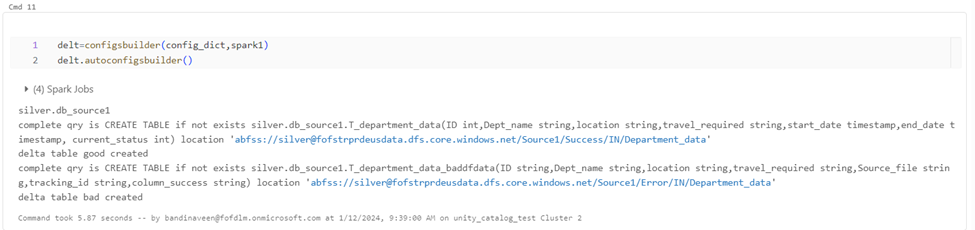 Cmd 11
1 delt=configsbuilder(config_dict,spark1)
2 delt.autoconfigsbuilder()
(4) Spark Jobs
silver.db_source1
complete qry is CREATE TABLE if not exists silver.db_source1.T_department_data(ID int,Dept_name string,location string,travel_required string,start_date timestamp,end_date t
imestamp, current_status int) location 'abfss://silver@fofstrprdeusdata.dfs.core.windows.net/Source1/Success/IN/Department_data'
delta table good created
complete qry is CREATE TABLE if not exists silver.db_source1.T_department_data_baddfdata(ID string,Dept_name string,location string,travel_required string,Source_file strin
g,tracking_id string,column_success string) location 'abfss://silver@fofstrprdeusdata.dfs.core.windows.net/Source1/Error/IN/Department_data'
delta table bad created
Command took 5.87 seconds -- by bandinaveen@fofdlm.onmicrosoft.com at 1/12/2024, 9:39:00 AM on unity_catalog_test Cluster 2